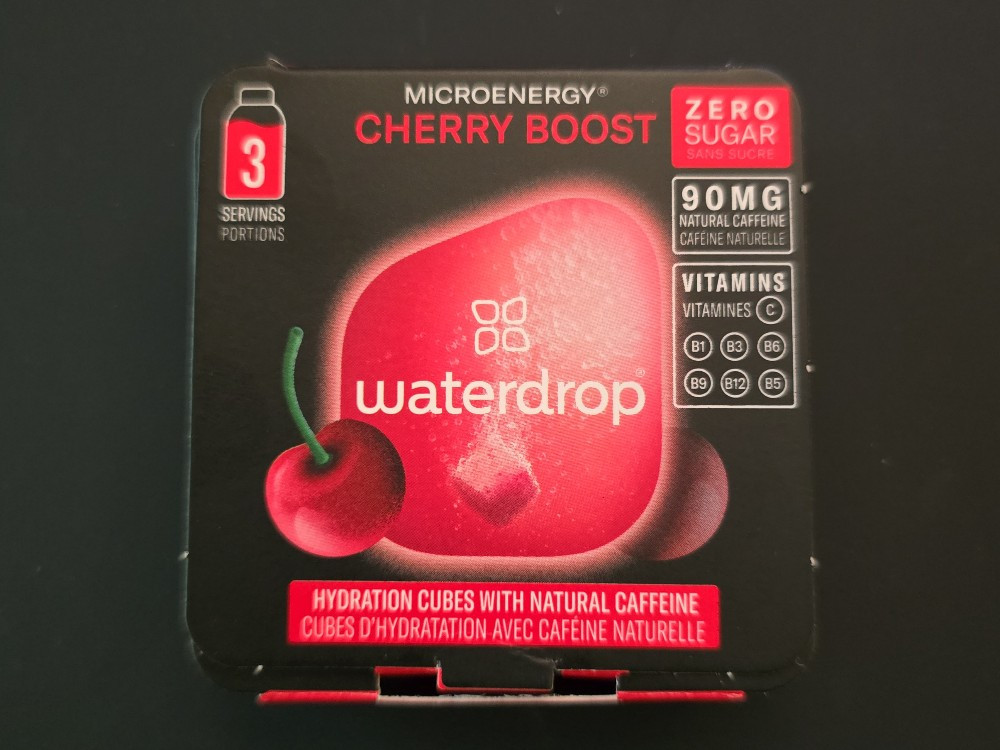 MICROENERGY®
CHERRY BOOST
3
SERVINGS
PORTIONS
ZERO
SUGAR
SANS SUCRE
90MG
NATURAL CAFFEINE
CAFÉINE NATURELLE
VITAMINS
VITAMINES C
B1 B3 B6
B9 B12 B5
waterdrop®
HYDRATION CUBES WITH NATURAL CAFFEINE
CUBES D'HYDRATATION AVEC CAFÉINE NATURELLE